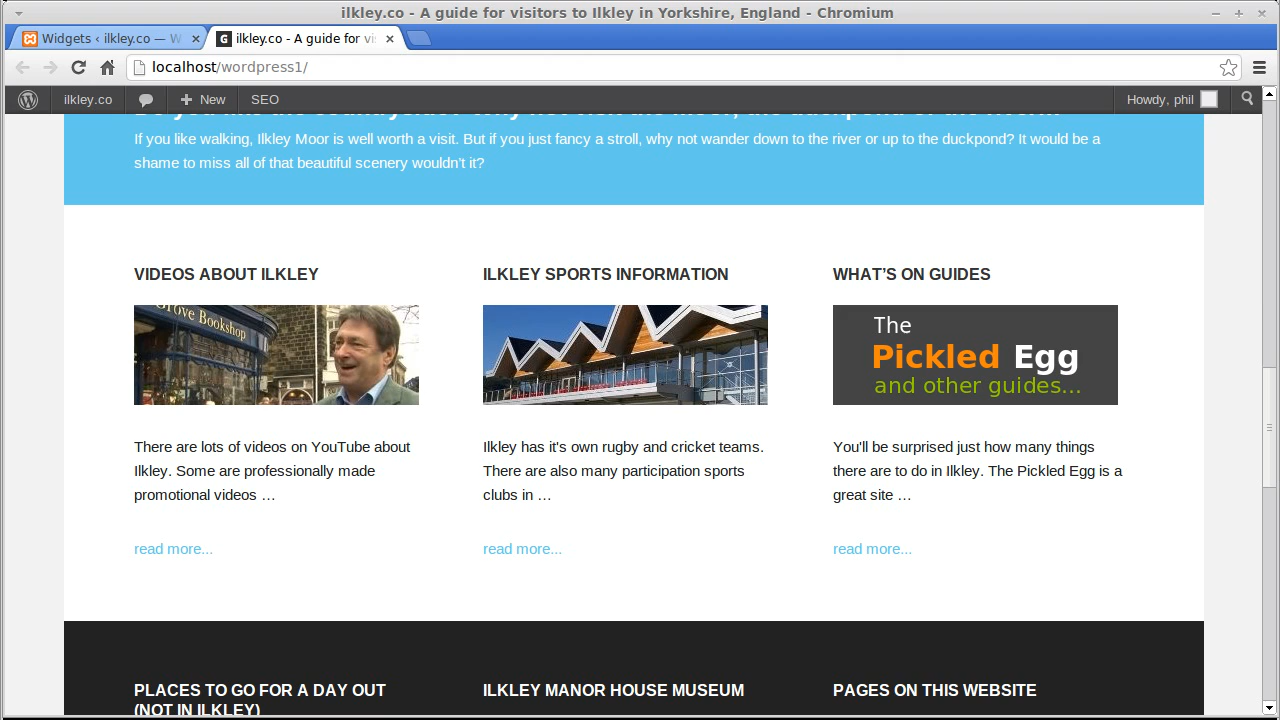 ilkley.co - A guide for visitors to Ilkley in Yorkshire, England - Chromium
Widgets ‹ ilkley.co — W
ilkley.co - A guide for vis
localhost/wordpress1/
ilkley.co
New
SEO
Howdy, phil
If you like walking, Ilkley Moor is well worth a visit. But if you just fancy a stroll, why not wander down to the river or up to the duckpond? It would be a
shame to miss all of that beautiful scenery wouldn't it?
VIDEOS ABOUT ILKLEY
Grove Bookshop
There are lots of videos on YouTube about
Ilkley. Some are professionally made
promotional videos …
read more...
ILKLEY SPORTS INFORMATION
Ilkley has it's own rugby and cricket teams.
There are also many participation sports
clubs in …
read more...
WHAT’S ON GUIDES
The
Pickled Egg
and other guides...
You'll be surprised just how many things
there are to do in Ilkley. The Pickled Egg is a
great site …
read more...
PLACES TO GO FOR A DAY OUT
(NOT IN ILKLEY)
ILKLEY MANOR HOUSE MUSEUM
PAGES ON THIS WEBSITE